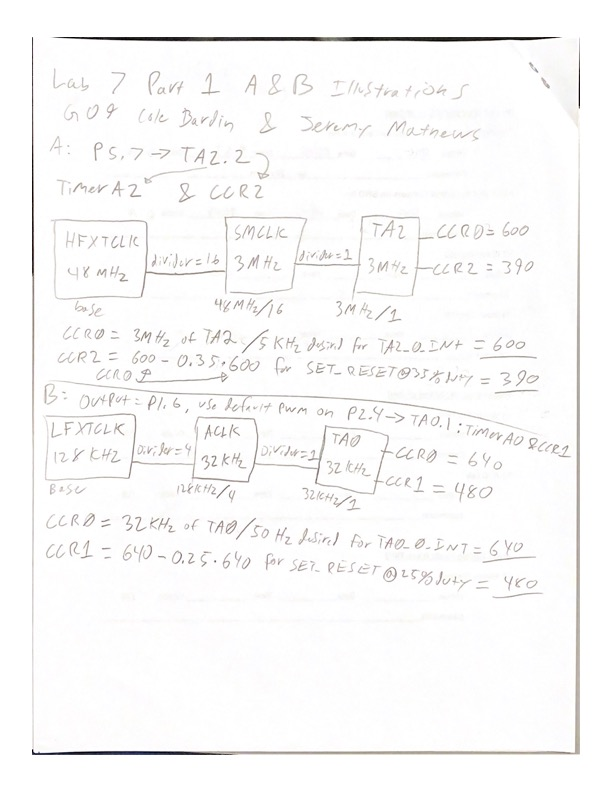 Lab 7 Part 1 A & B Illustrations
G09 Cole Bardin & Jeremy Mathews
A: P5.7 → TA2.2
Timer A2 & CCR2
HFXTCLK
48 MHz
divider=16
SMCLK
3 MHz
divider=1
TA2
3MHz
CCR0 = 600
CCR2 = 390
base
48MHz/16
3MHz/1
CCR0 = 3MHz of TA2 /5KHz desired for TA2_0_INT = 600
CCR2 = 600 - 0.35·600 for SET_RESET@35% duty = 390
CCR0
B: Output = P1.6, use default pwm on P2.4 → TA0.1 : Timer A0 & CCR1
LFXTCLK
128 KHz
Divider=4
ACLK
32 KHz
Divider=1
TA0
32 KHz
CCR0 = 640
CCR1 = 480
Base
128KHz/4
32KHz/1
CCR0 = 32 KHz of TA0/50 Hz desired for TA0_0_INT = 640
CCR1 = 640 - 0.25·640 for SET_RESET@25% duty = 480